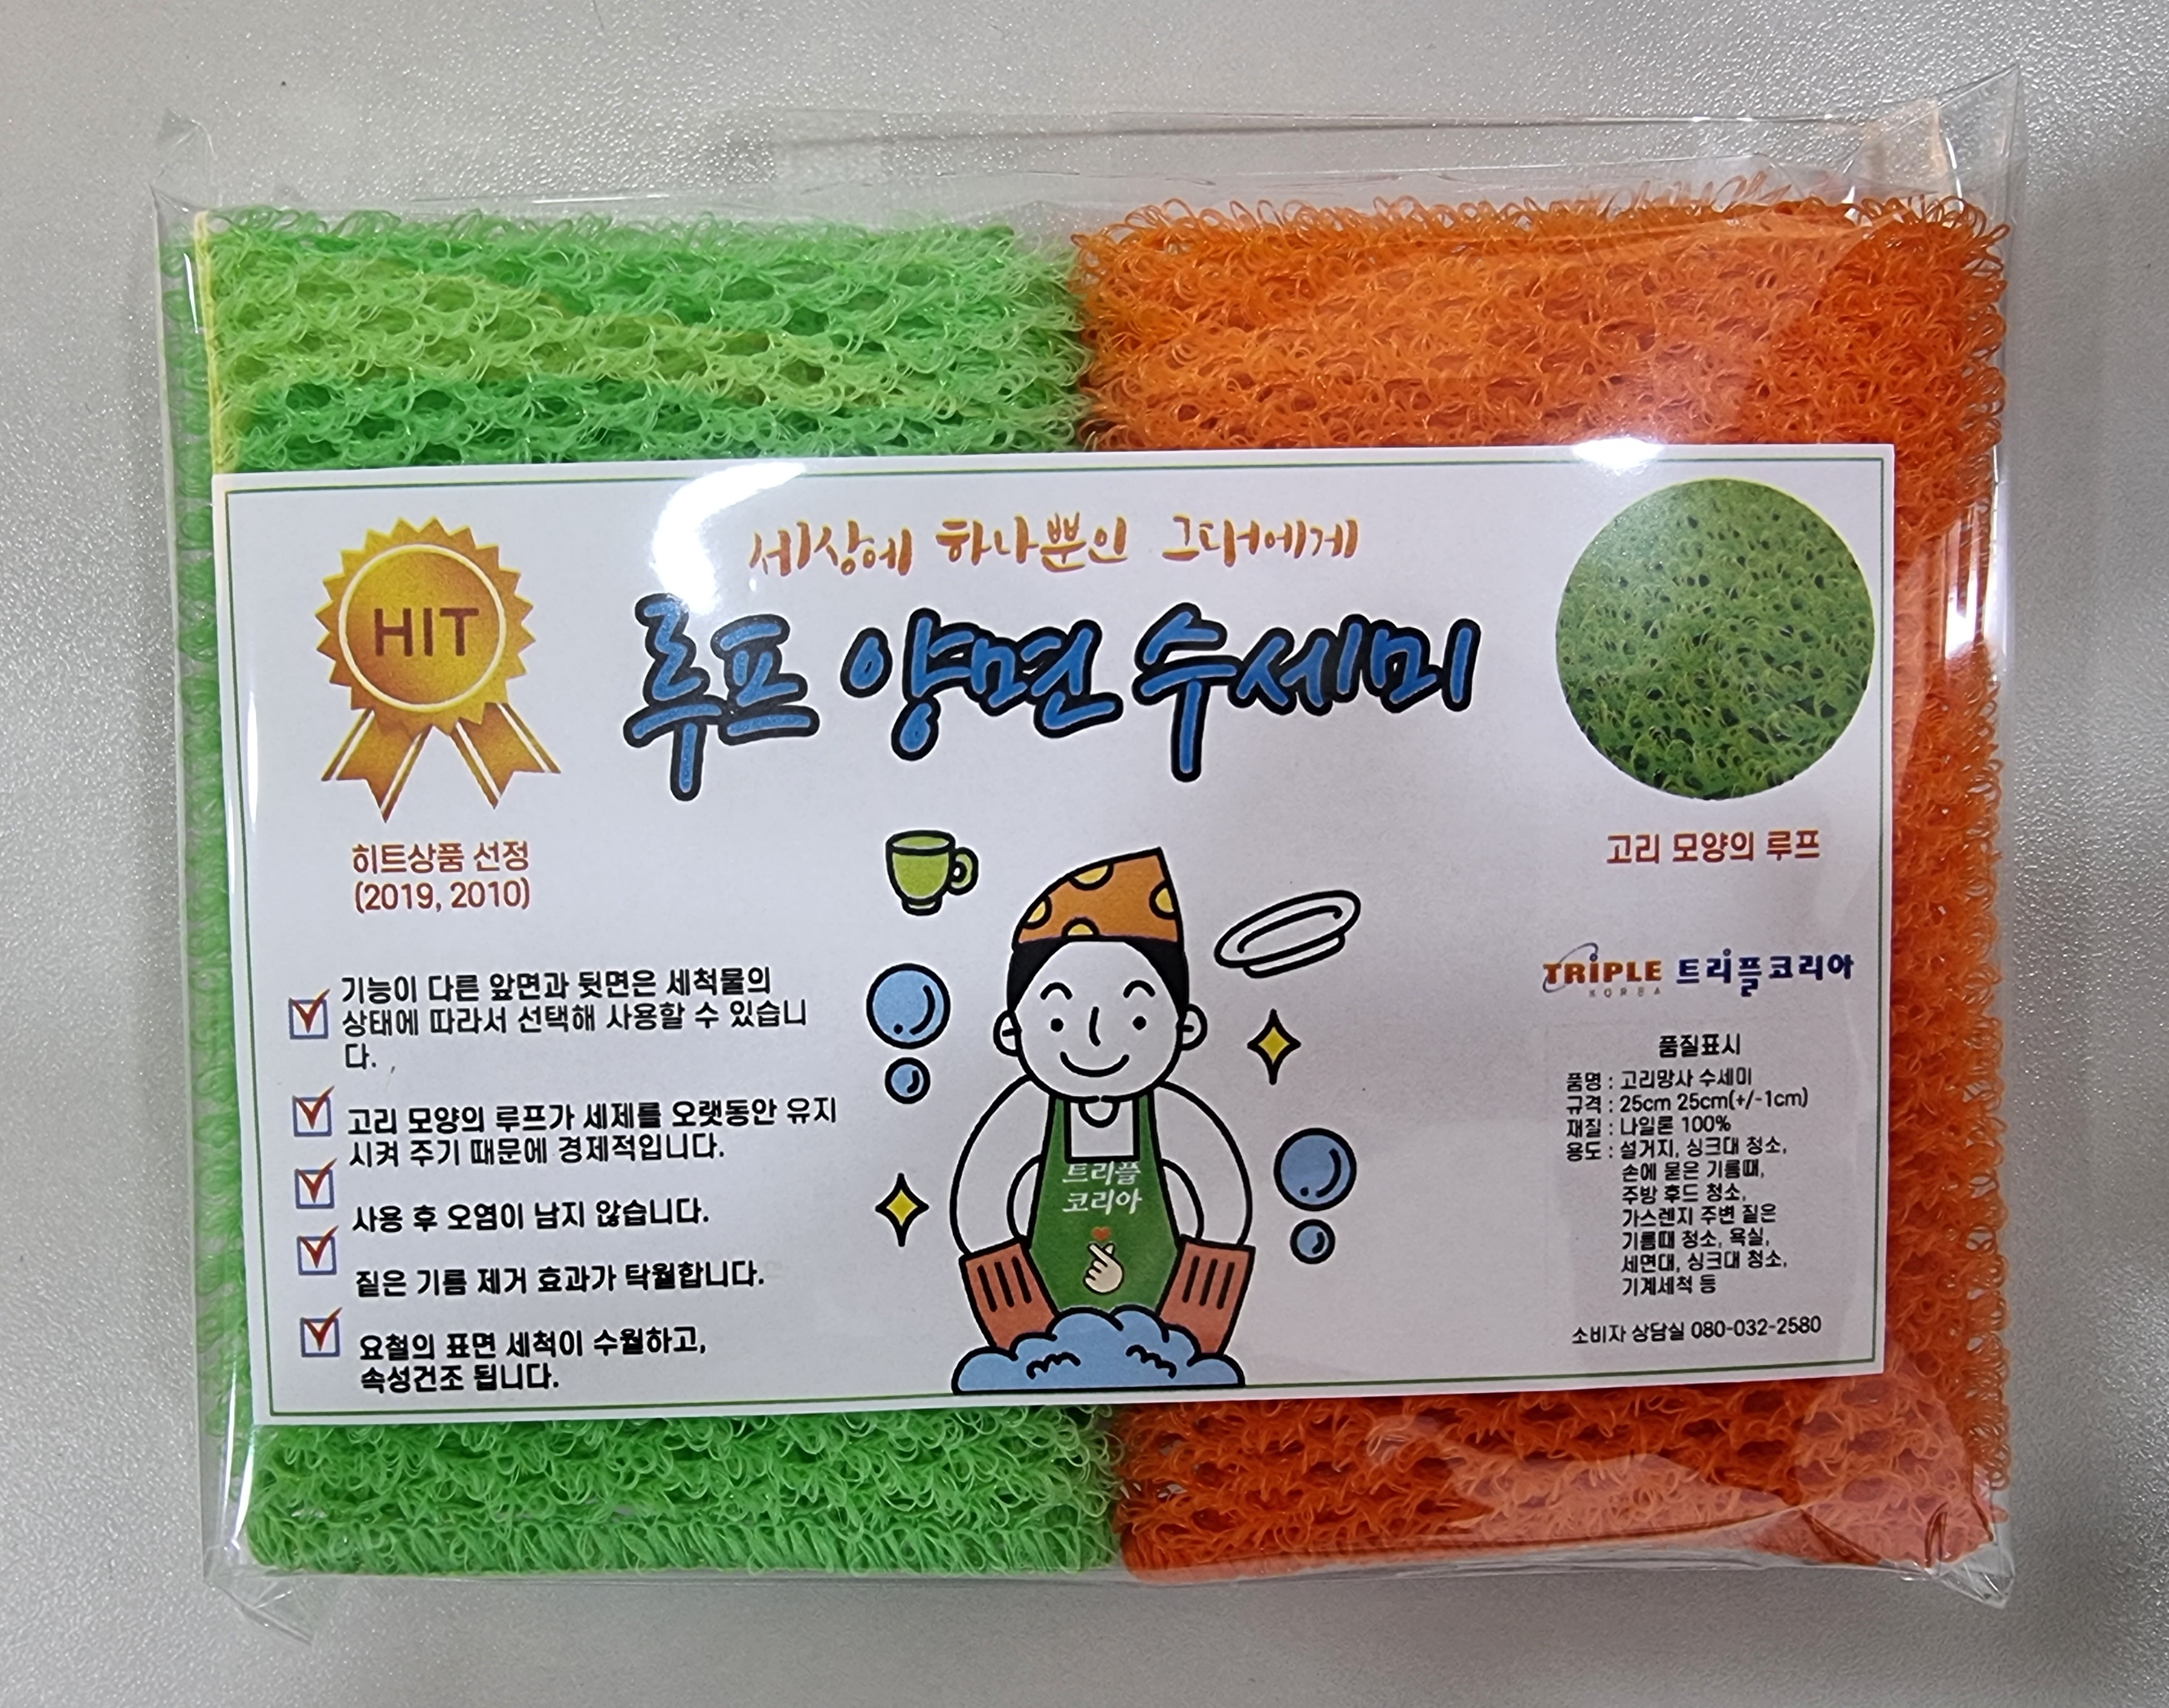 세상에 하나뿐인 그대에게
루프 양면 수세미
HIT
히트상품 선정
(2019, 2010)
고리 모양의 루프
기능이 다른 앞면과 뒷면은 세척물의
상태에 따라서 선택해 사용할 수 있습니
다.
고리 모양의 루프가 세제를 오랫동안 유지
시켜 주기 때문에 경제적입니다.
사용 후 오염이 남지 않습니다.
짙은 기름 제거 효과가 탁월합니다.
요철의 표면 세척이 수월하고,
속성건조 됩니다.
트리플
코리아
TRIPLE 트리플코리아
KOREA
품질표시
품명 : 고리망사 수세미
규격 : 25cm 25cm(+/-1cm)
재질 : 나일론 100%
용도 : 설거지, 싱크대 청소,
손에 묻은 기름때,
주방 후드 청소,
가스렌지 주변 짙은
기름때 청소, 욕실,
세면대, 싱크대 청소,
기계세척 등
소비자 상담실 080-032-2580